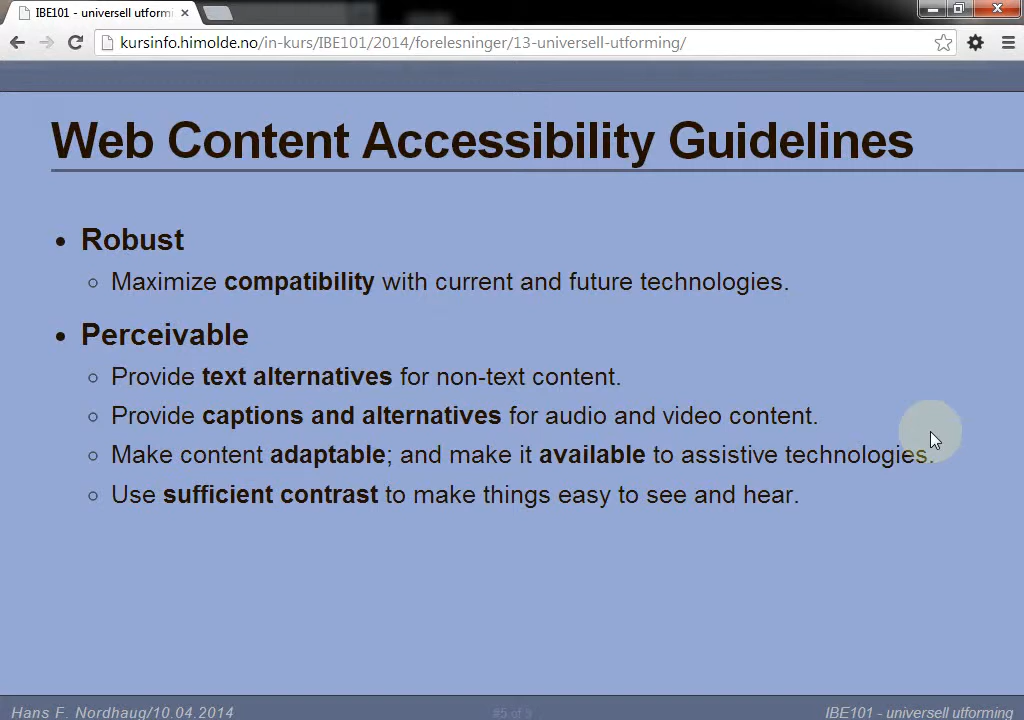 IBE101 - universell utform
kursinfo.himolde.no/in-kurs/IBE101/2014/forelesninger/13-universell-utforming/
Web Content Accessibility Guidelines
Robust
Maximize compatibility with current and future technologies.
Perceivable
Provide text alternatives for non-text content.
Provide captions and alternatives for audio and video content.
Make content adaptable; and make it available to assistive technologies.
Use sufficient contrast to make things easy to see and hear.
Hans F. Nordhaug/10.04.2014
IBE101 - universell utforming